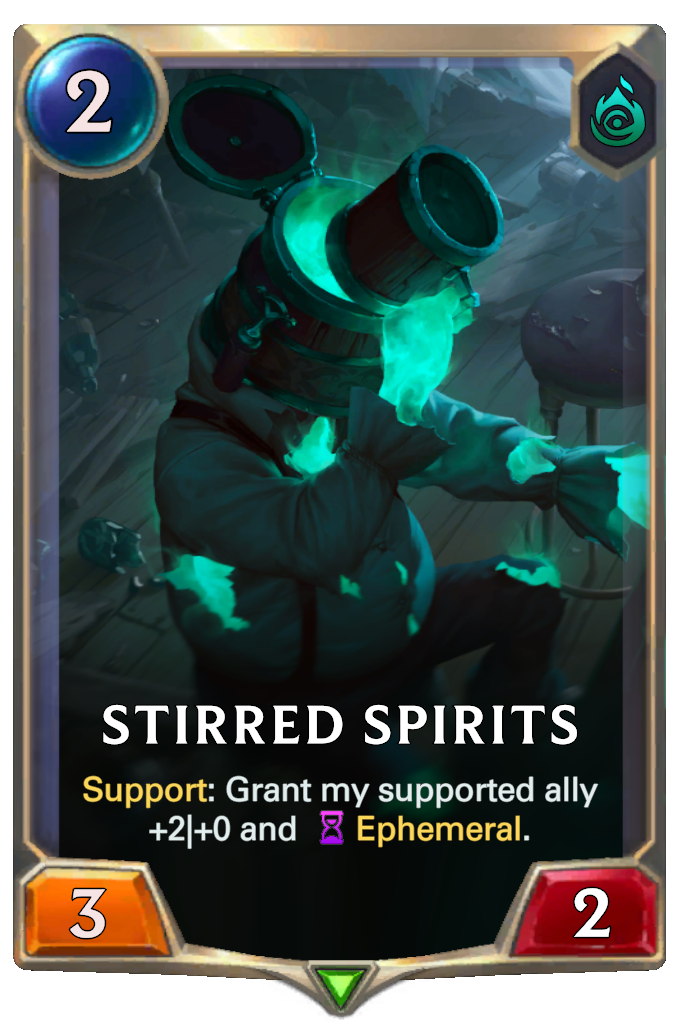 2
STIRRED SPIRITS
Support: Grant my supported ally
+2|+0 and Ephemeral.
3
2